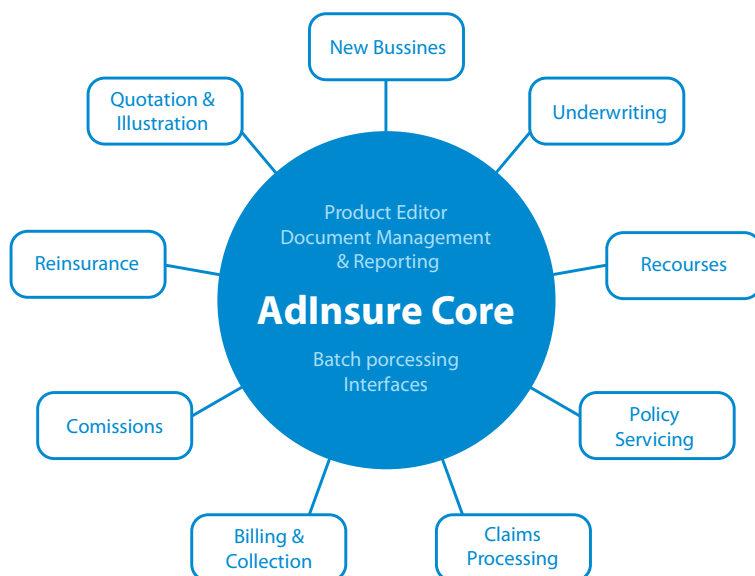 New Bussines
Quotation &
Illustration
Underwriting
Product Editor
Document Management
& Reporting
Reinsurance
Recourses
AdInsure Core
Batch porcessing
Interfaces
Comissions
Policy
Servicing
Billing &
Collection
Claims
Processing